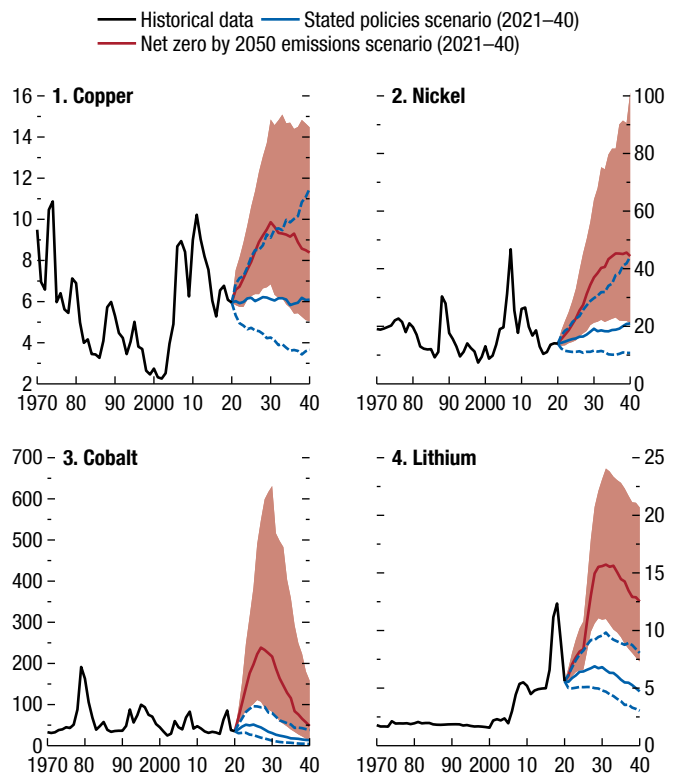 Historical data Stated policies scenario (2021–40)
Net zero by 2050 emissions scenario (2021–40)
1. Copper
16
14
12
10
8
6
4
2
1970 80 90 2000 10 20 30 40
2. Nickel
100
80
60
40
20
0
1970 80 90 2000 10 20 30 40
3. Cobalt
700
600
500
400
300
200
100
0
1970 80 90 2000 10 20 30 40
4. Lithium
25
20
15
10
5
0
1970 80 90 2000 10 20 30 40